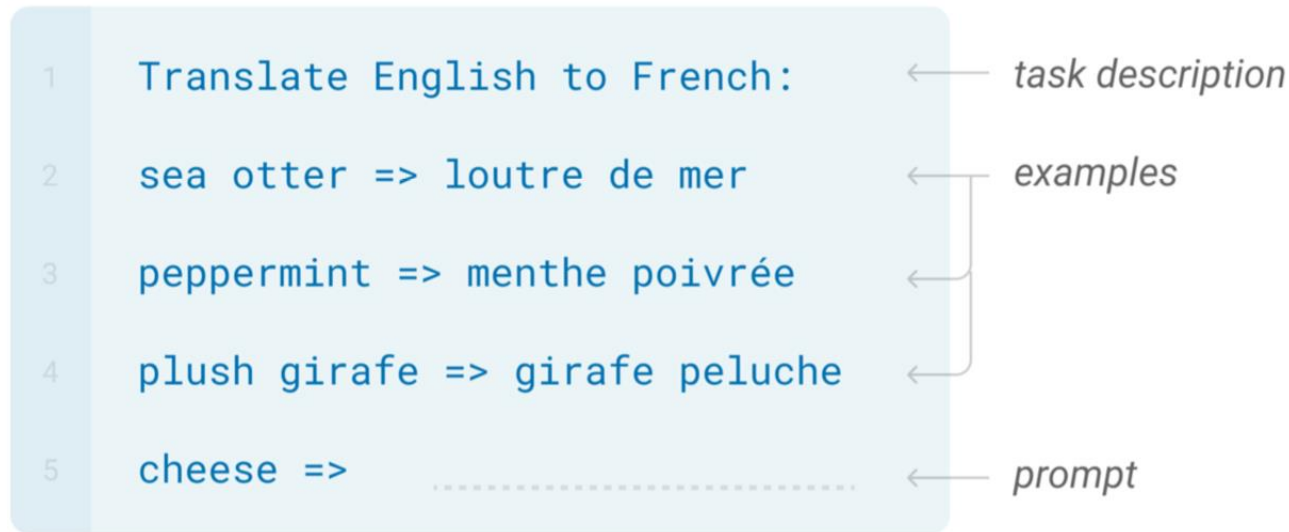 1 Translate English to French: task description
2 sea otter => loutre de mer examples
3 peppermint => menthe poivrée
4 plush girafe => girafe peluche
5 cheese => prompt